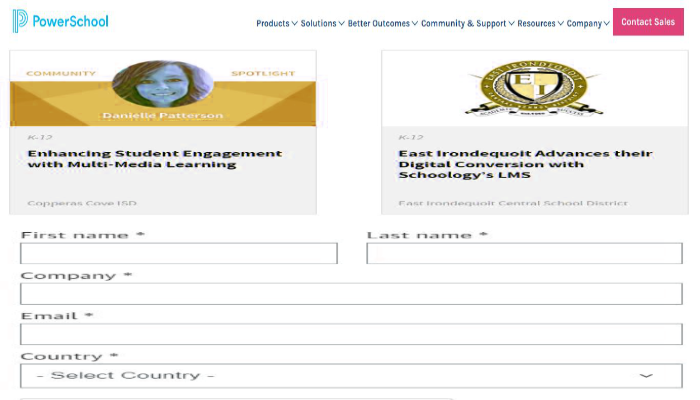 PowerSchool
Products Solutions Better Outcomes Community & Support Resources Company Contact Sales
COMMUNITY SPOTLIGHT
Danielle Patterson
K-12
Enhancing Student Engagement
with Multi-Media Learning
Copperas Cove ISD
EAST IRONDEQUOIT
E I
K-12
East Irondequoit Advances their
Digital Conversion with
Schoology's LMS
East Irondequoit Central School District
First name *
Last name *
Company *
Email *
Country *
- Select Country -